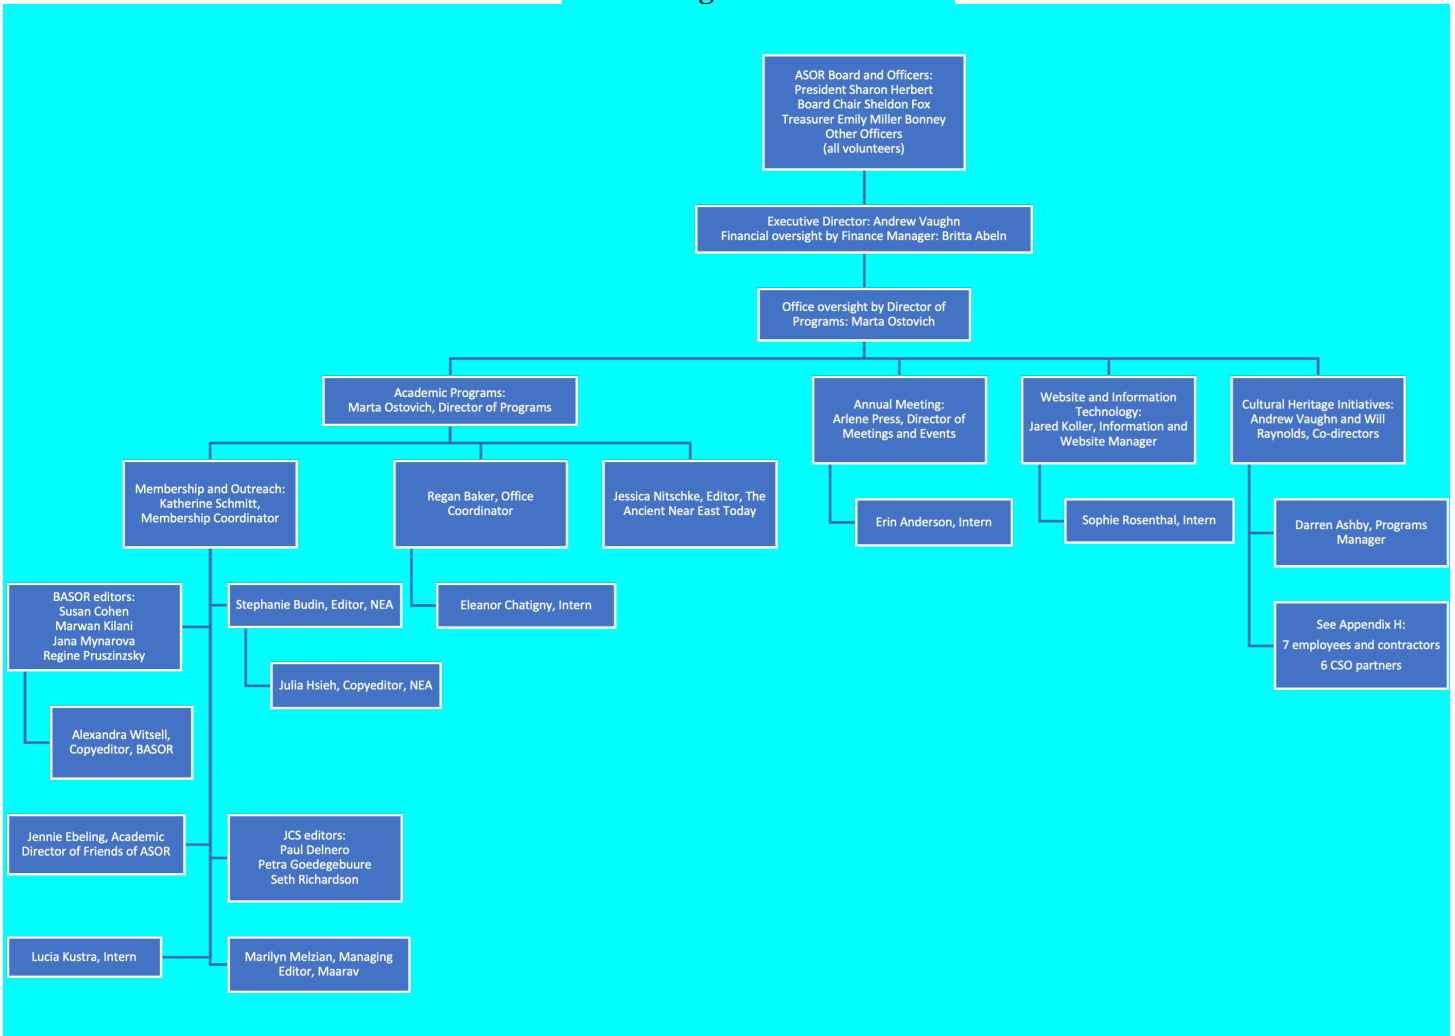 ASOR Board and Officers:
President Sharon Herbert
Board Chair Sheldon Fox
Treasurer Emily Miller Bonney
Other Officers
(all volunteers)
Executive Director: Andrew Vaughn
Financial oversight by Finance Manager: Britta Abeln
Office oversight by Director of
Programs: Marta Ostovich
Academic Programs:
Marta Ostovich, Director of Programs
Annual Meeting:
Arlene Press, Director of
Meetings and Events
Website and Information
Technology:
Jared Koller, Information and
Website Manager
Cultural Heritage Initiatives:
Andrew Vaughn and Will
Raynolds, Co-directors
Membership and Outreach:
Katherine Schmitt,
Membership Coordinator
Regan Baker, Office
Coordinator
Jessica Nitschke, Editor, The
Ancient Near East Today
Erin Anderson, Intern
Sophie Rosenthal, Intern
Darren Ashby, Programs
Manager
BASOR editors:
Susan Cohen
Marwan Kilani
Jana Mynarova
Regine Pruszinzsky
Stephanie Budin, Editor, NEA
Eleanor Chatigny, Intern
See Appendix H:
7 employees and contractors
6 CSO partners
Julia Hsieh, Copyeditor, NEA
Alexandra Witsell,
Copyeditor, BASOR
Jennie Ebeling, Academic
Director of Friends of ASOR
JCS editors:
Paul Delnero
Petra Goedegebuure
Seth Richardson
Lucia Kustra, Intern
Marilyn Melzian, Managing
Editor, Maarav